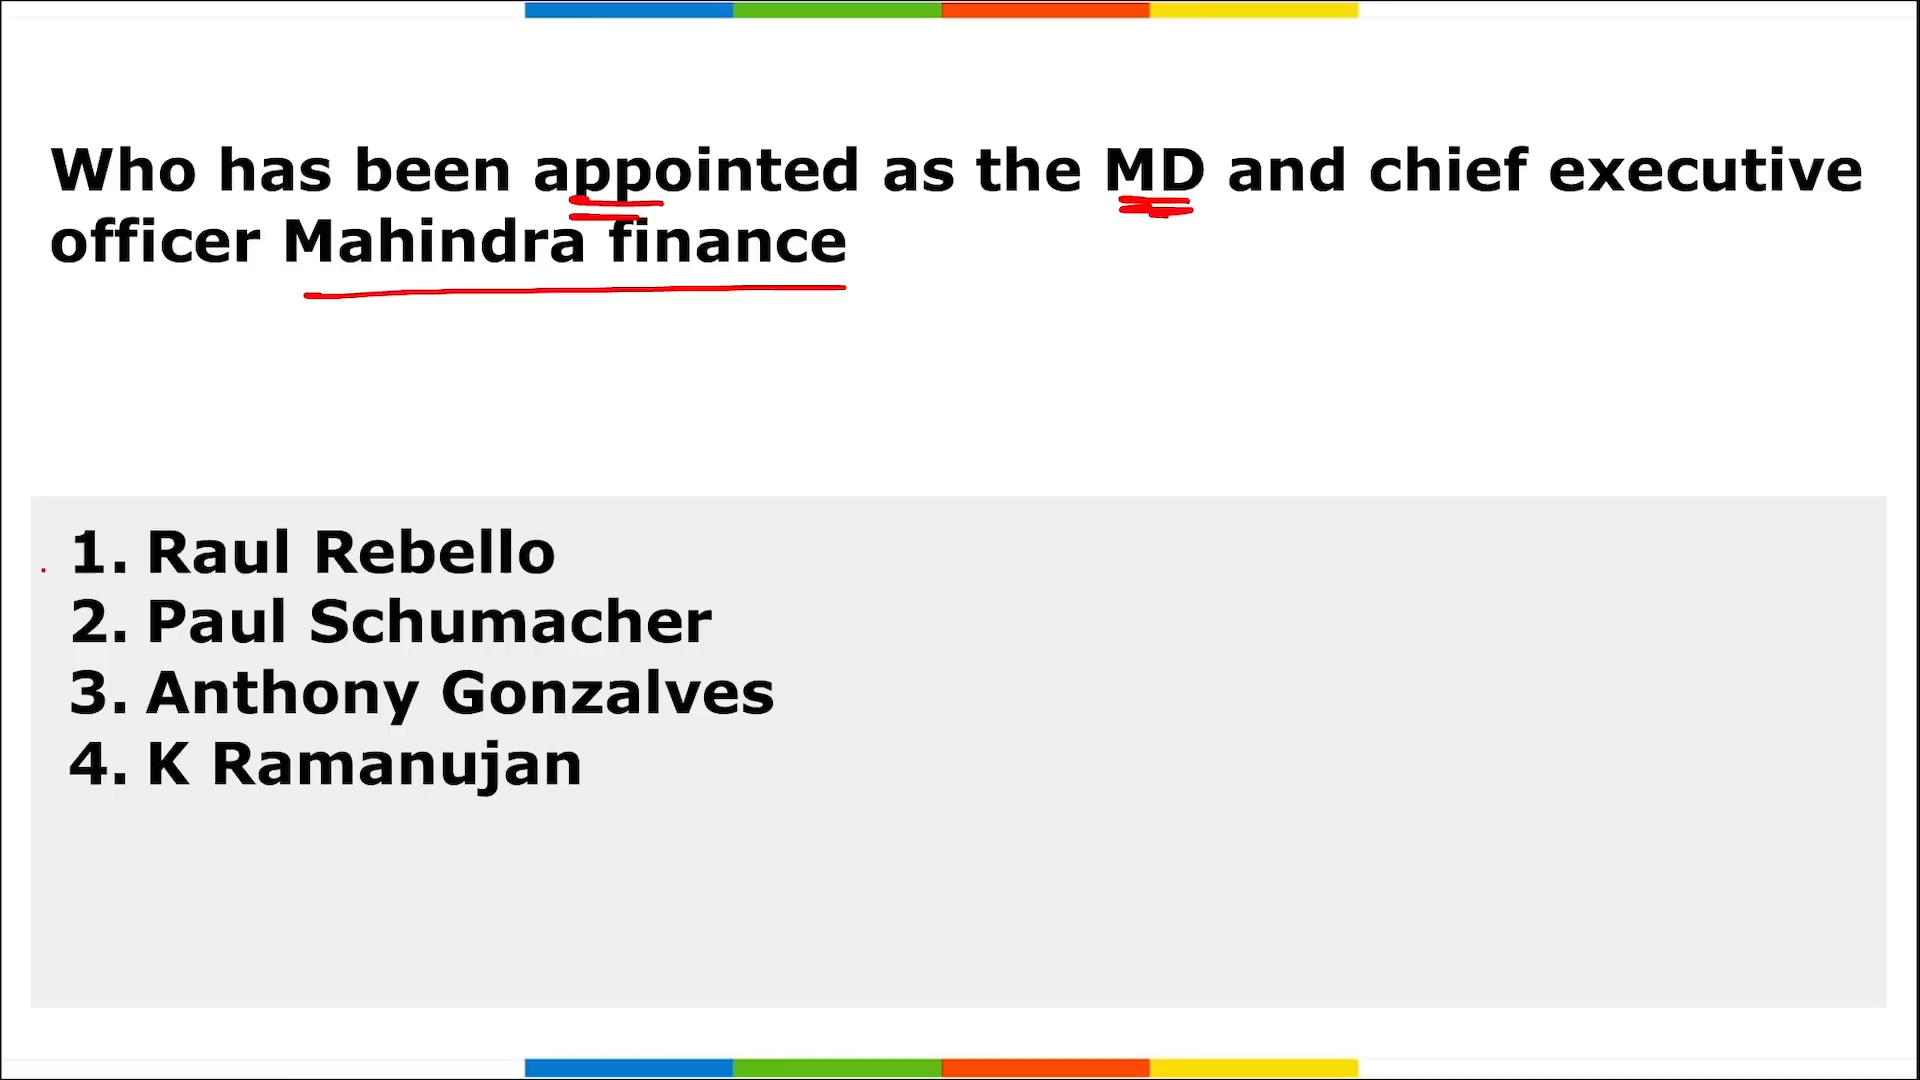 Who has been appointed as the MD and chief executive
officer Mahindra finance
1. Raul Rebello
2. Paul Schumacher
3. Anthony Gonzalves
4. K Ramanujan